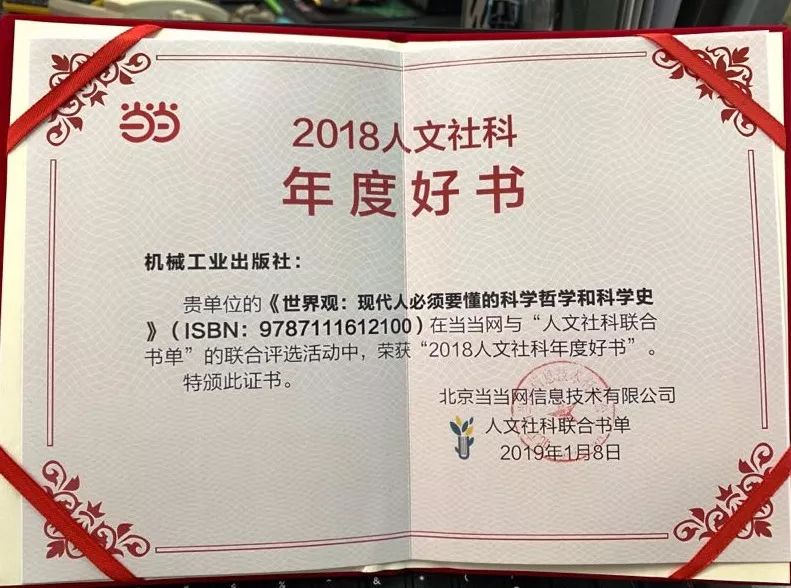 当当
2018人文社科
年度好书
机械工业出版社：
贵单位的《世界观：现代人必须要懂的科学哲学和科学史
》（ISBN：9787111612100）在当当网与“人文社科联合
书单”的联合评选活动中，荣获“2018人文社科年度好书”。
特颁此证书。
北京当当网信息技术有限公司
人文社科联合书单
2019年1月8日